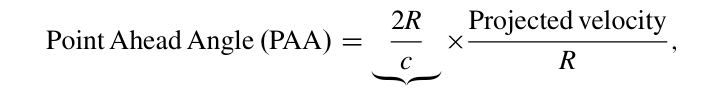 Point Ahead Angle (PAA) = 2R/c × Projected velocity/R,